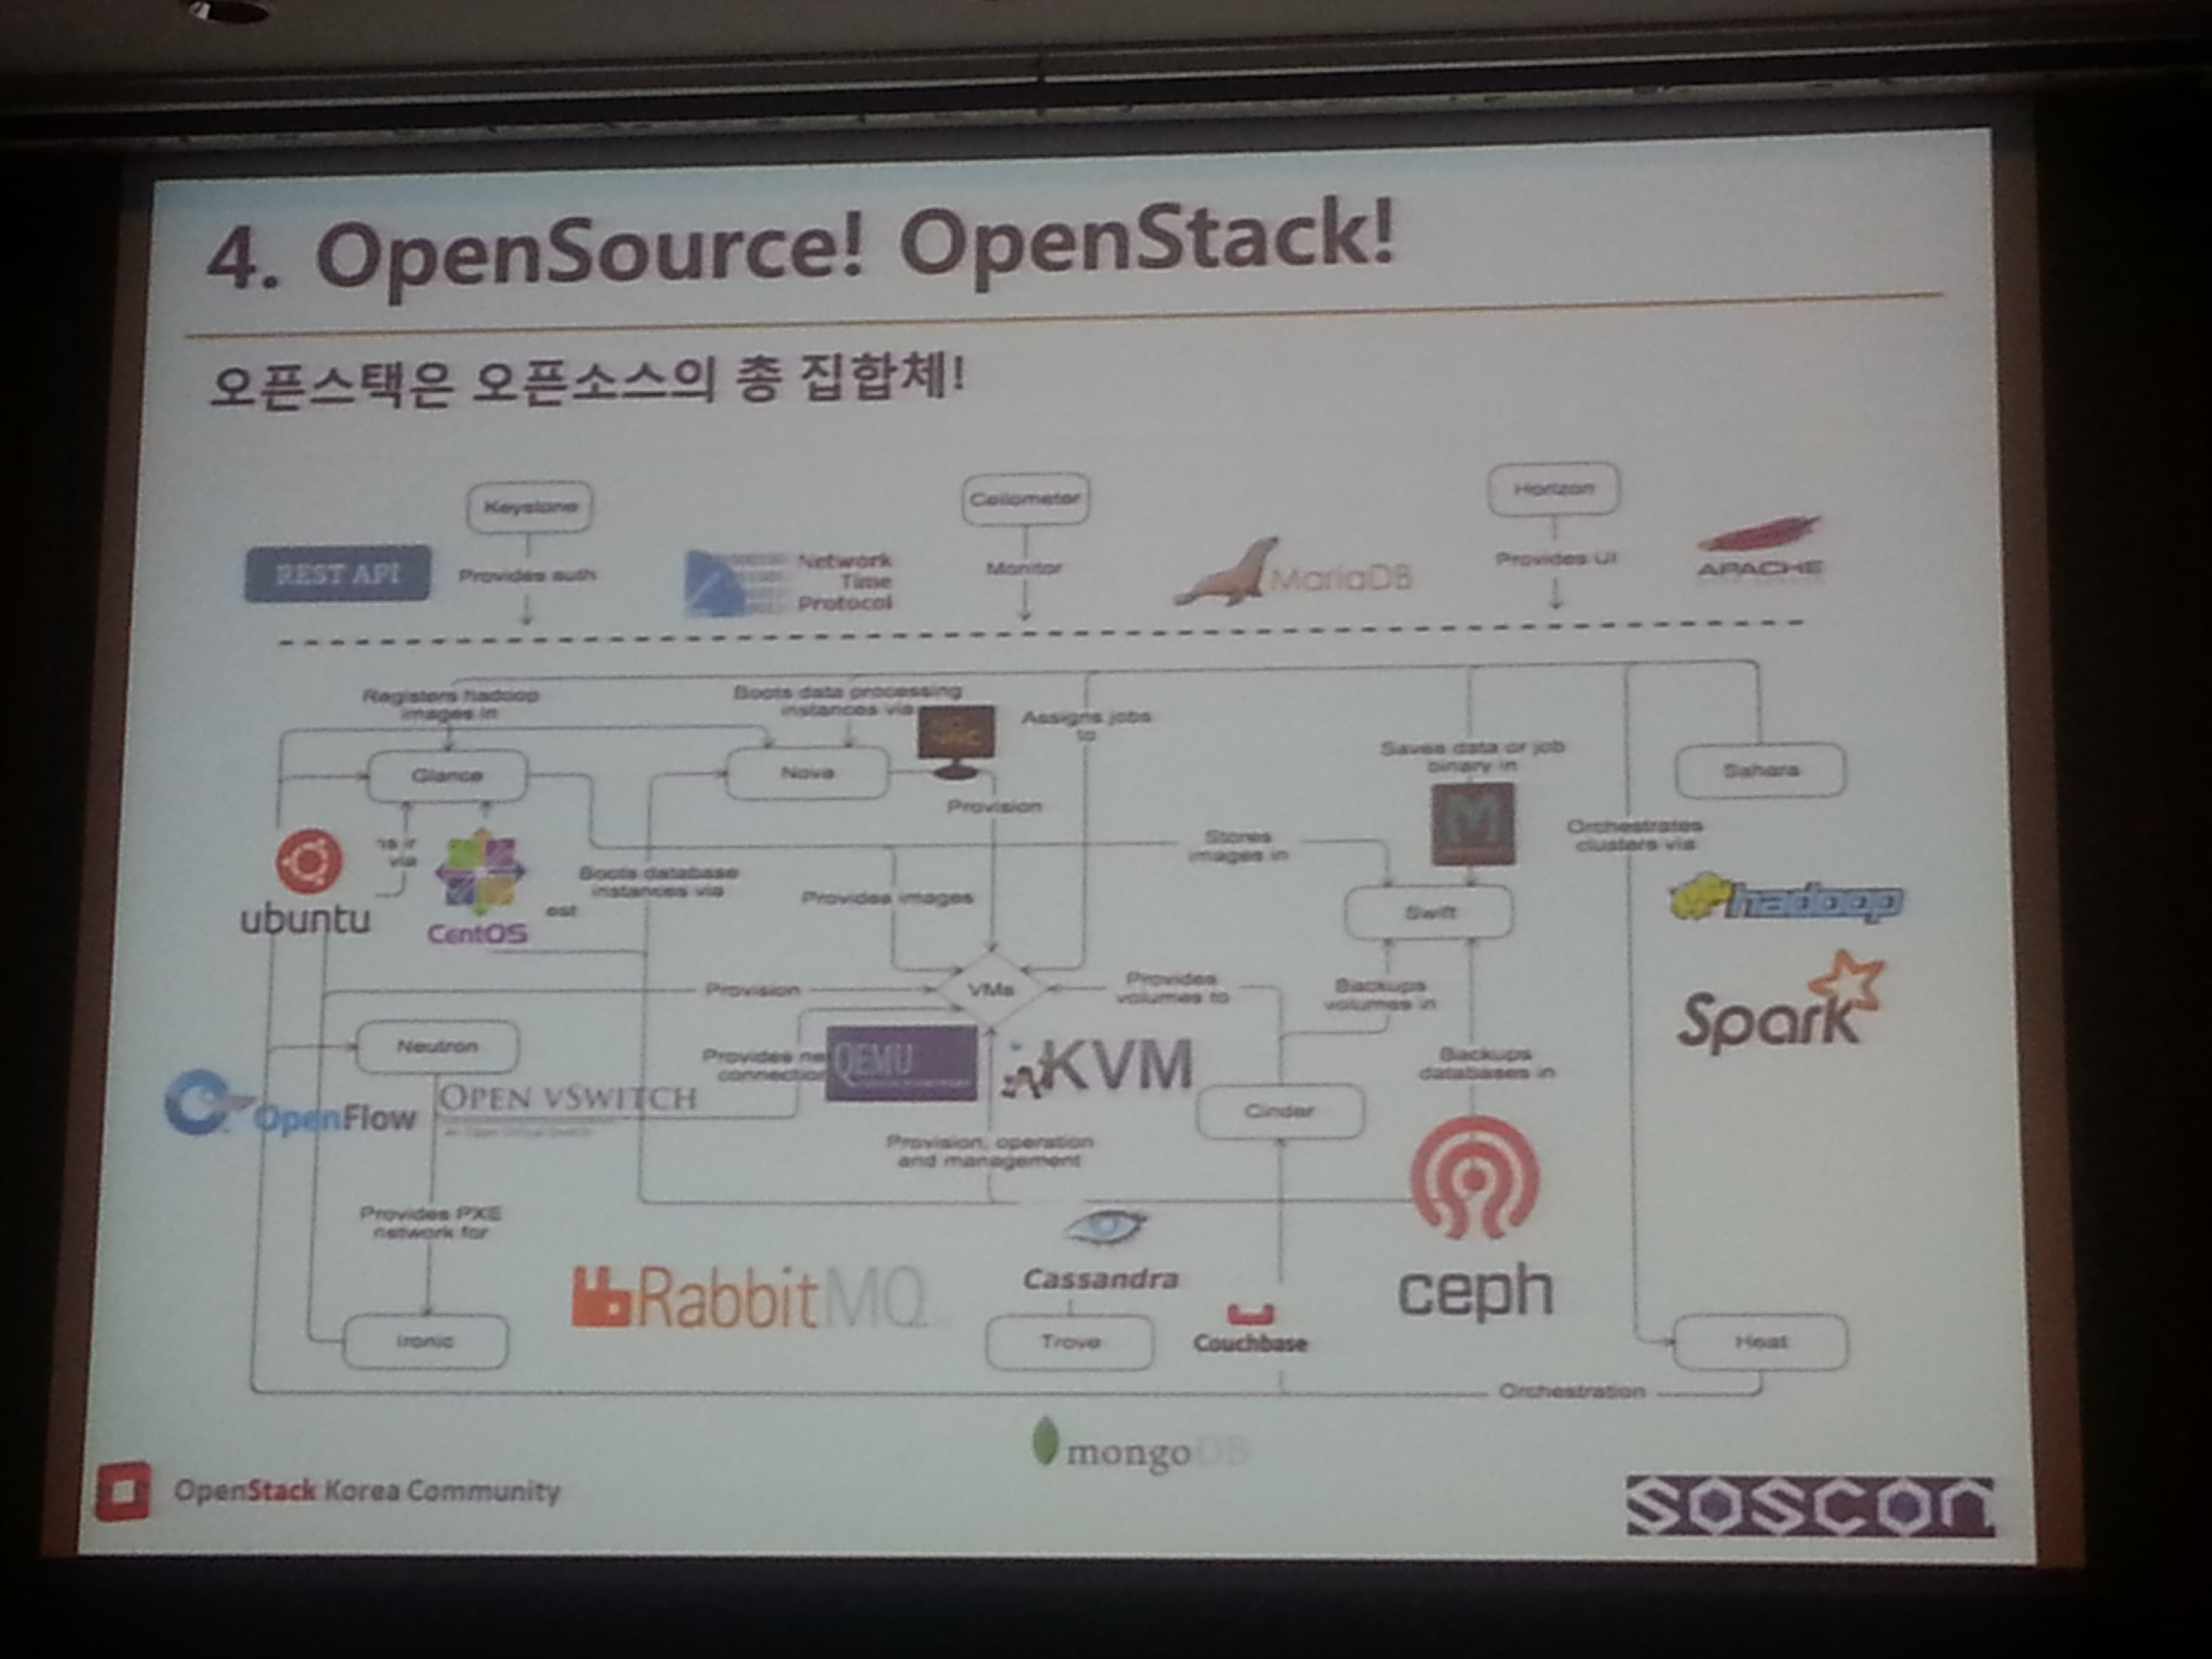 4. OpenSource! OpenStack!
오픈스택은 오픈소스의 총 집합체!
Keystone
Ceilometer
Horizon
REST API
Provides auth
Network
Time
Protocol
Monitor
MariaDB
Provides UI
APACHE
Registers hadoop
images in
Boots data processing
instances via
Assigns jobs
to
Glance
Nova
Provision
Saves data or job
binary in
Sahara
ubuntu
via
CentOS
est
Boots database
instances via
Provides images
Stores
images in
Orchestrates
clusters via
Swift
hadoop
Spark
Provision
VMs
Provides
volumes to
Backups
volumes in
Neutron
Provides ne
connection
QEMU
KVM
Backups
databases in
OpenFlow
OPEN VSWITCH
Cinder
Provision, operation
and management
Provides PXE
network for
RabbitMQ
Cassandra
ceph
Ironic
Trove
Couchbase
Heat
Orchestration
mongoDB
OpenStack Korea Community
soscon